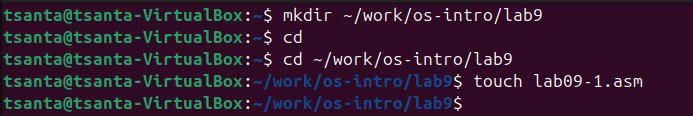 tsanta@tsanta-VirtualBox:~$ mkdir ~/work/os-intro/lab9
tsanta@tsanta-VirtualBox:~$ cd
tsanta@tsanta-VirtualBox:~$ cd ~/work/os-intro/lab9
tsanta@tsanta-VirtualBox:~/work/os-intro/lab9$ touch lab09-1.asm
tsanta@tsanta-VirtualBox:~/work/os-intro/lab9$